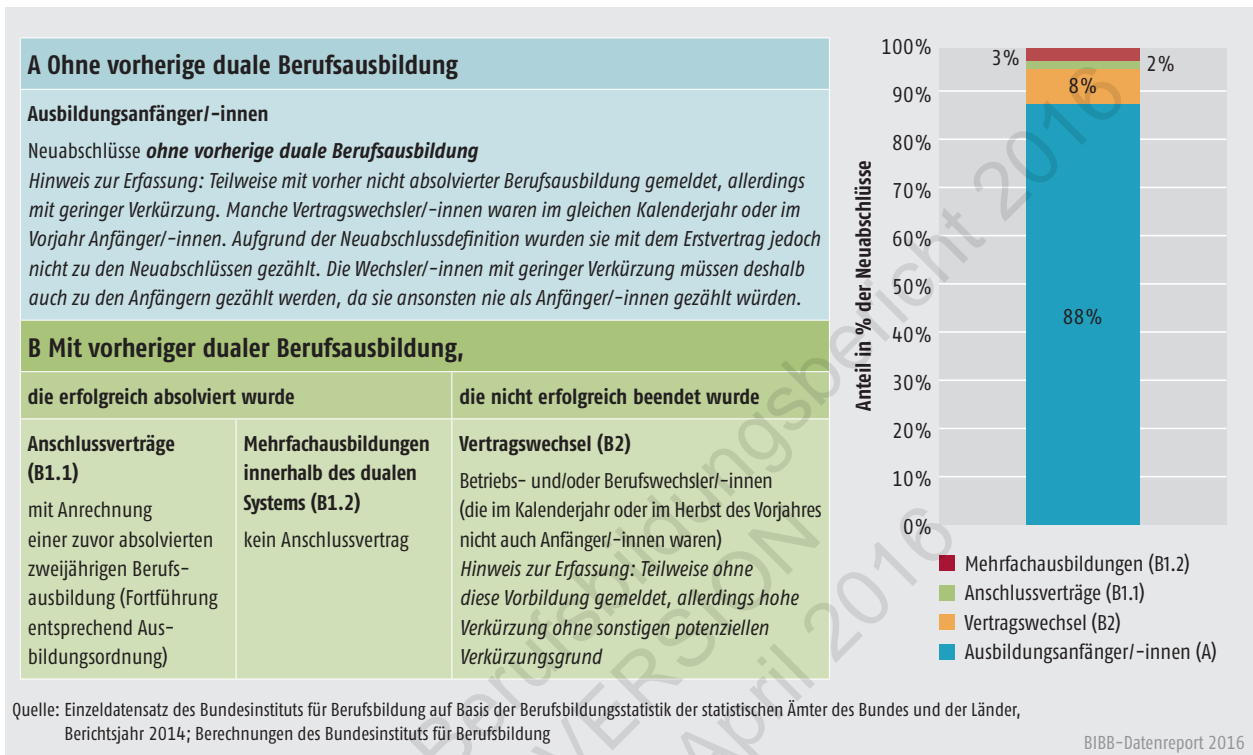 A Ohne vorherige duale Berufsausbildung
Ausbildungsanfänger/-innen
Neuabschlüsse ohne vorherige duale Berufsausbildung
Hinweis zur Erfassung: Teilweise mit vorher nicht absolvierter Berufsausbildung gemeldet, allerdings
mit geringer Verkürzung. Manche Vertragswechsler/-innen waren im gleichen Kalenderjahr oder im
Vorjahr Anfänger/-innen. Aufgrund der Neuabschlussdefinition wurden sie mit dem Erstvertrag jedoch
nicht zu den Neuabschlüssen gezählt. Die Wechsler/-innen mit geringer Verkürzung müssen deshalb
auch zu den Anfängern gezählt werden, da sie ansonsten nie als Anfänger/-innen gezählt würden.
B Mit vorheriger dualer Berufsausbildung,
die erfolgreich absolviert wurde
die nicht erfolgreich beendet wurde
Anschlussverträge
(B1.1)
mit Anrechnung
einer zuvor absolvierten
zweijährigen Berufs-
ausbildung (Fortführung
entsprechend Aus-
bildungsordnung)
Mehrfachausbildungen
innerhalb des dualen
Systems (B1.2)
kein Anschlussvertrag
Vertragswechsel (B2)
Betriebs- und/oder Berufswechsler/-innen
(die im Kalenderjahr oder im Herbst des Vorjahres
nicht auch Anfänger/-innen waren)
Hinweis zur Erfassung: Teilweise ohne
diese Vorbildung gemeldet, allerdings hohe
Verkürzung ohne sonstigen potenziellen
Verkürzungsgrund
Anteil in % der Neuabschlüsse
100%
90%
80%
70%
60%
50%
40%
30%
20%
10%
0%
3%
2%
8%
88%
Mehrfachausbildungen (B1.2)
Anschlussverträge (B1.1)
Vertragswechsel (B2)
Ausbildungsanfänger/-innen (A)
Quelle: Einzeldatensatz des Bundesinstituts für Berufsbildung auf Basis der Berufsbildungsstatistik der statistischen Ämter des Bundes und der Länder,
Berichtsjahr 2014; Berechnungen des Bundesinstituts für Berufsbildung
BIBB-Datenreport 2016
Berufsbildungsbericht 2016
VERSION
April 2016